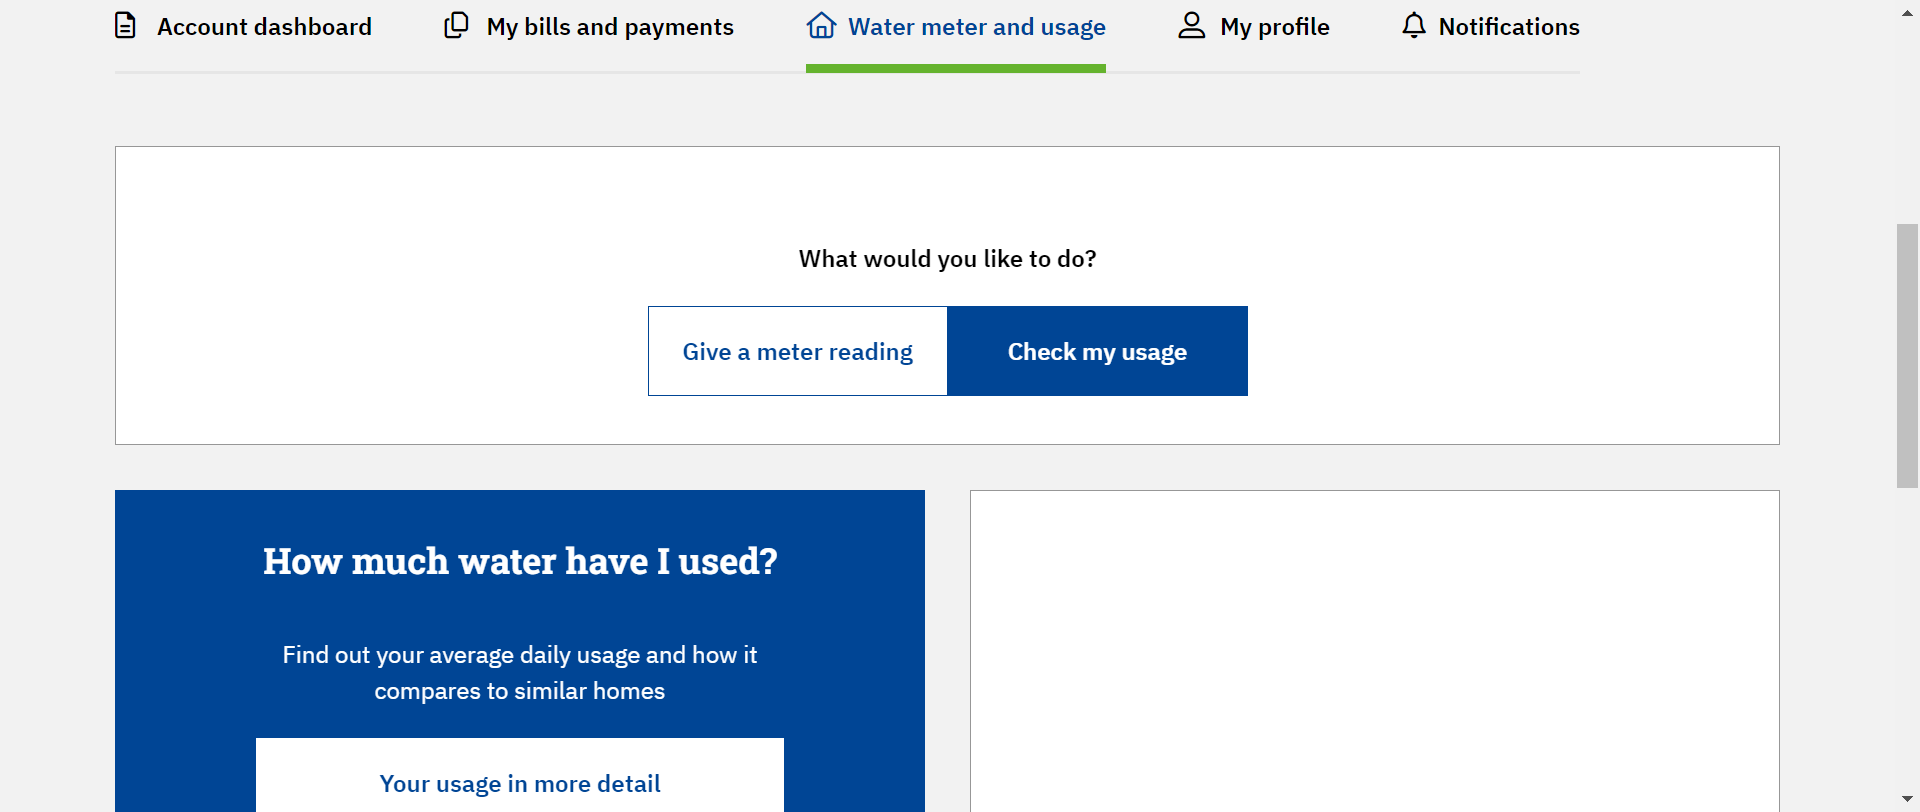 Account dashboard
My bills and payments
Water meter and usage
My profile
Notifications
What would you like to do?
Give a meter reading
Check my usage
How much water have I used?
Find out your average daily usage and how it
compares to similar homes
Your usage in more detail